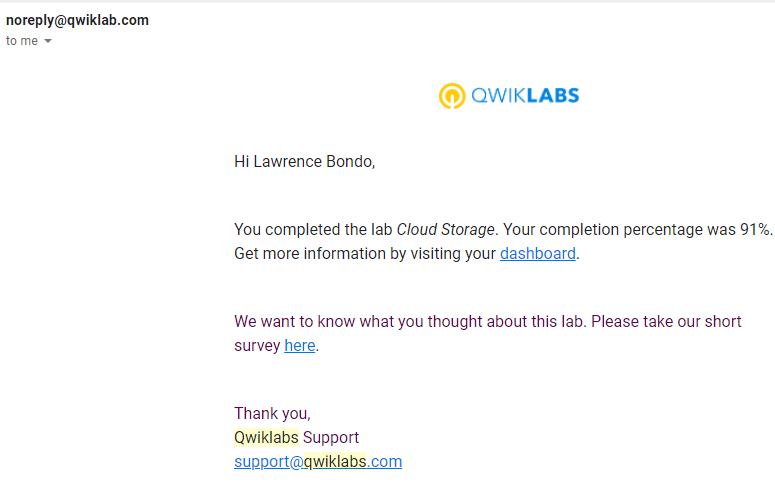 noreply@qwiklab.com
to me
QWIKLABS
Hi Lawrence Bondo,
You completed the lab Cloud Storage. Your completion percentage was 91%.
Get more information by visiting your dashboard.
We want to know what you thought about this lab. Please take our short
survey here.
Thank you,
Qwiklabs Support
support@qwiklabs.com